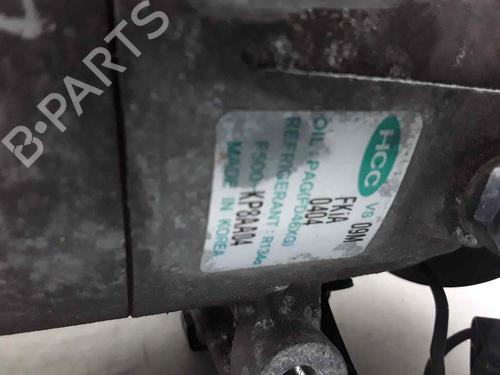 HCC
VS 09M
FKiA
0404
OIL : PAG(FD46XG)
REFRIGERANT : R134a
F500-KP8AA04
MADE IN KOREA
B-PARTS